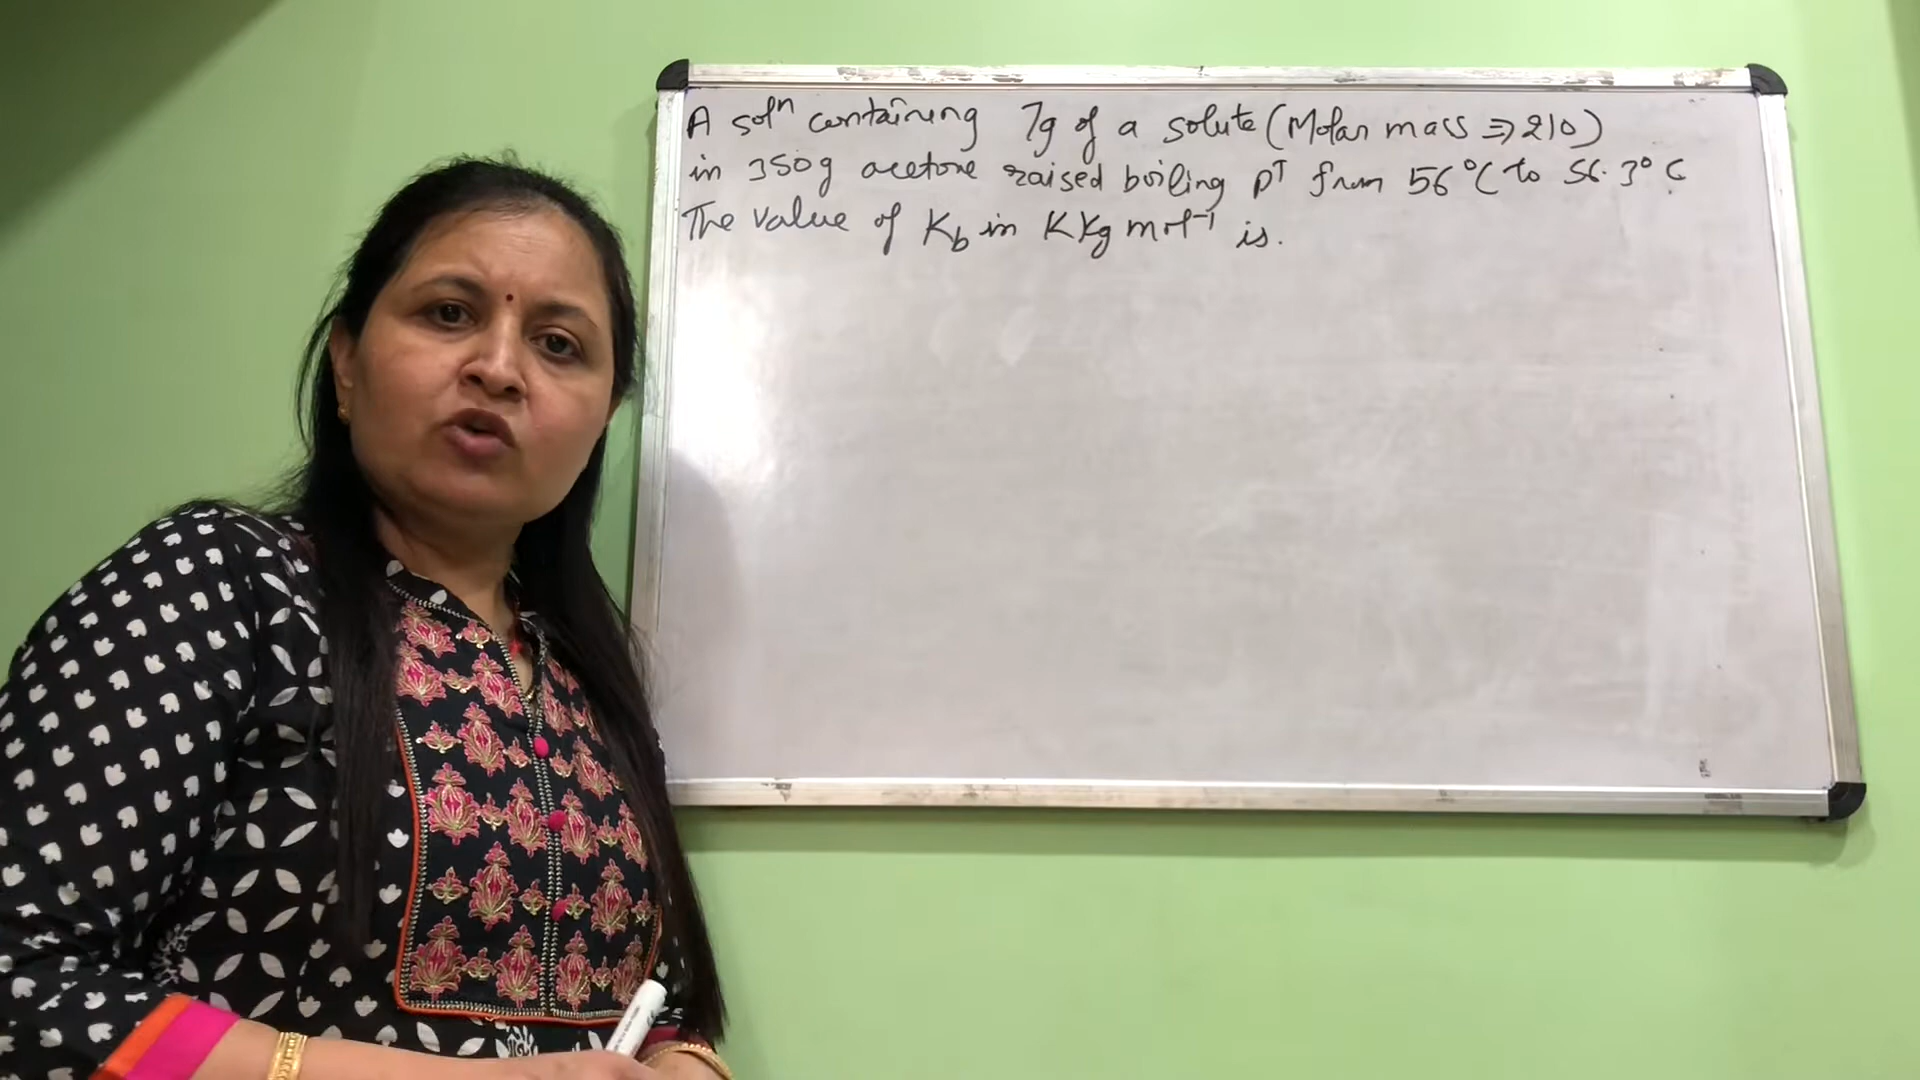 A solⁿ containing 7g of a solute (Molar mass ⇒ 210)
in 350g acetone raised boiling pᵀ from 56°C to 56.3°C
The value of Kb in K Kg mol⁻¹ is.